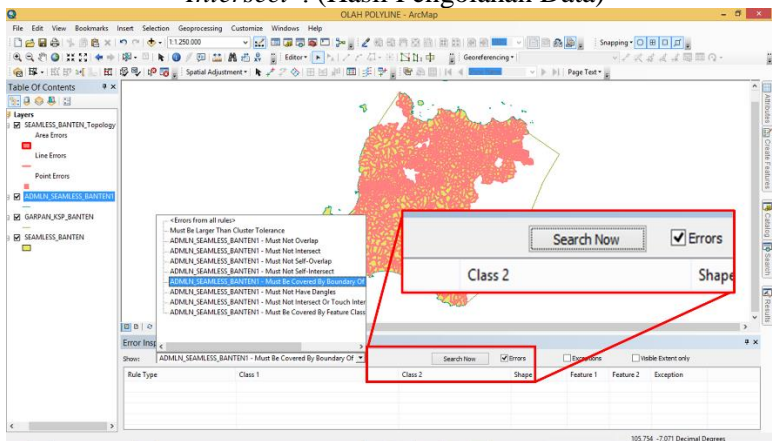 Intersect . (Hasil Pengolahan Data)
OLAH POLYLINE - ArcMap
File Edit View Bookmarks Insert Selection Geoprocessing Customize Windows Help
1:1.250.000
Editor
Snapping
Georeferencing
Spatial Adjustment
Page Text
Table Of Contents
Layers
SEAMLESS_BANTEN_Topology
Area Errors
Line Errors
Point Errors
ADMLN_SEAMLESS_BANTEN1
GARPAN_KSP_BANTEN
SEAMLESS_BANTEN
<Errors from all rules>
Must Be Larger Than Cluster Tolerance
ADMLN_SEAMLESS_BANTEN1 - Must Not Overlap
ADMLN_SEAMLESS_BANTEN1 - Must Not Intersect
ADMLN_SEAMLESS_BANTEN1 - Must Not Self-Overlap
ADMLN_SEAMLESS_BANTEN1 - Must Not Self-Intersect
ADMLN_SEAMLESS_BANTEN1 - Must Be Covered By Boundary Of
ADMLN_SEAMLESS_BANTEN1 - Must Not Have Dangles
ADMLN_SEAMLESS_BANTEN1 - Must Not Intersect Or Touch Inter
ADMLN_SEAMLESS_BANTEN1 - Must Be Covered By Feature Class
Search Now Errors
Class 2 Shape
Attributes
Create Features
Catalog
Search
Results
Error Insp
Show: ADMLN_SEAMLESS_BANTEN1 - Must Be Covered By Boundary Of Search Now Errors Exceptions Visible Extent only
Rule Type Class 1 Class 2 Shape Feature 1 Feature 2 Exception
105.754 -7.071 Decimal Degrees